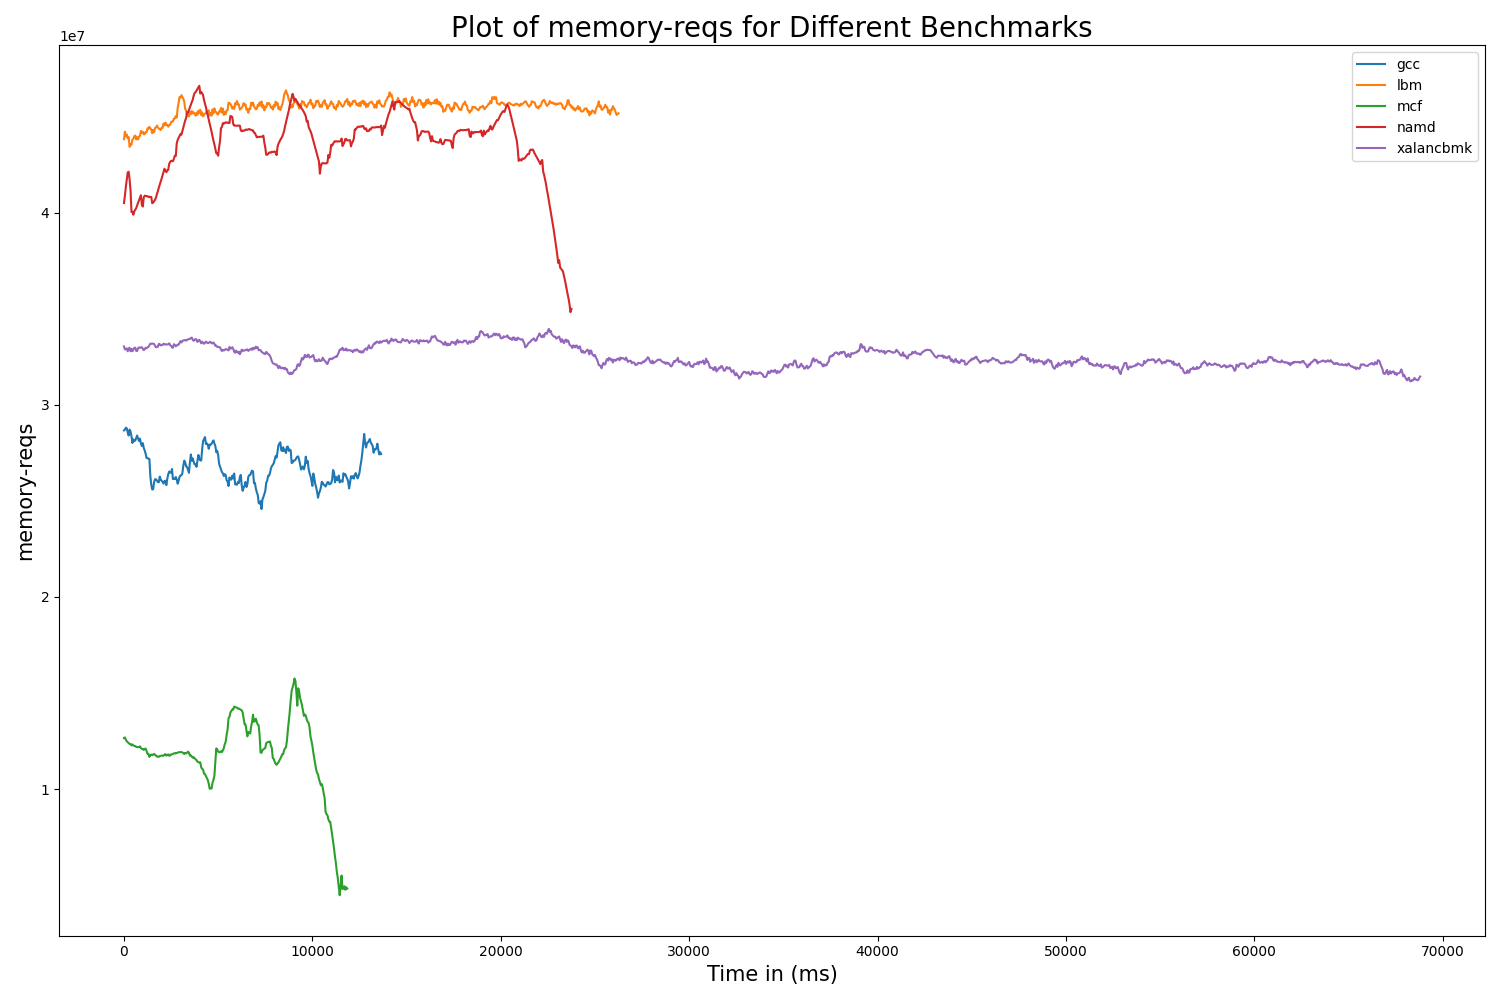 Plot of memory-reqs for Different Benchmarks
1e7
gcc
lbm
mcf
namd
xalancbmk
4
3
2
1
memory-reqs
0 10000 20000 30000 40000 50000 60000 70000
Time in (ms)